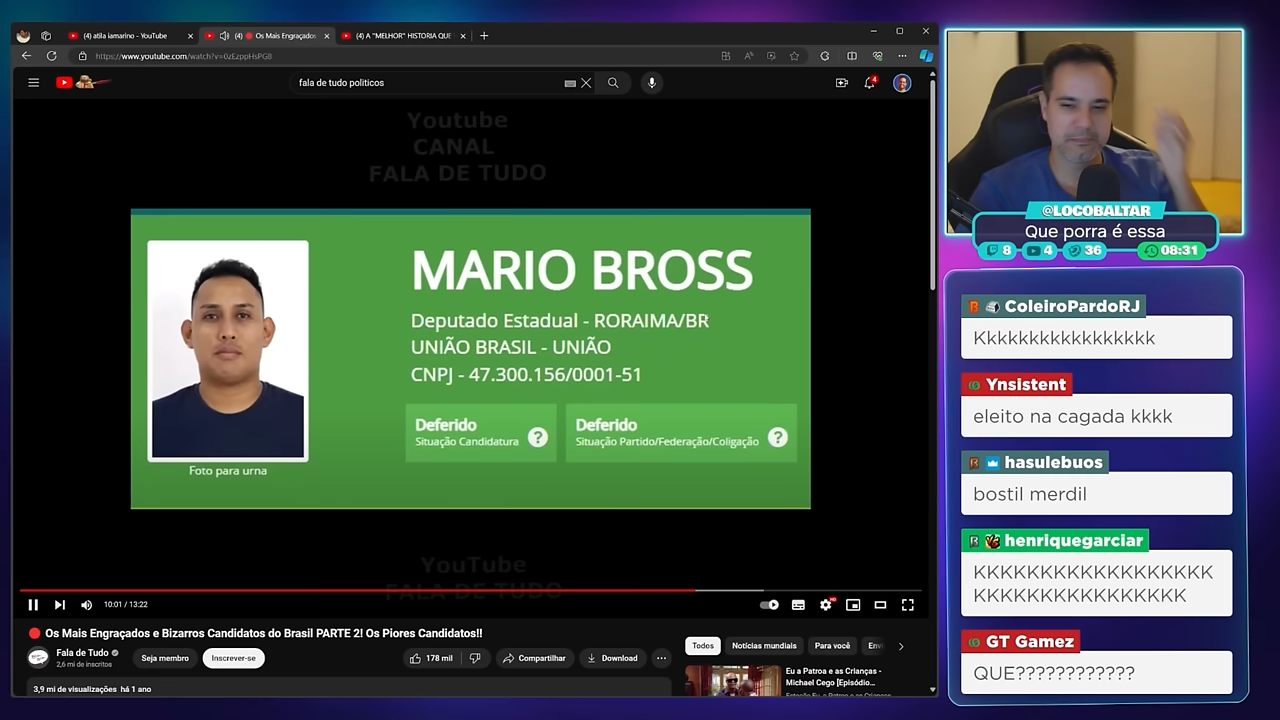 (4) atila iamarino - YouTube
(4) Os Mais Engraçados
(4) A "MELHOR" HISTORIA QUE
https://www.youtube.com/watch?v=0zEzppHsPG8
fala de tudo politicos
4
Youtube
CANAL
FALA DE TUDO
MARIO BROSS
Deputado Estadual - RORAIMA/BR
UNIÃO BRASIL - UNIÃO
CNPJ - 47.300.156/0001-51
Deferido
Situação Candidatura
?
Deferido
Situação Partido/Federação/Coligação
?
Foto para urna
YouTube
FALA DE TUDO
10:01 / 13:22
HD
Os Mais Engraçados e Bizarros Candidatos do Brasil PARTE 2! Os Piores Candidatos!!
Fala de Tudo
2,6 mi de inscritos
Seja membro
Inscrever-se
178 mil
Compartilhar
Download
3,9 mi de visualizações há 1 ano
Todos
Notícias mundiais
Para você
Env
Eu a Patroa e as Crianças -
Michael Cego [Episódio...
@LOCOBALTAR
Que porra é essa
8
4
36
08:31
ColeiroPardoRJ
Kkkkkkkkkkkkkkkkk
Ynsistent
eleito na cagada kkkk
hasulebuos
bostil merdil
henriquegarciar
KKKKKKKKKKKKKKKKKK
KKKKKKKKKKKKKKKK
GT Gamez
QUE????????????